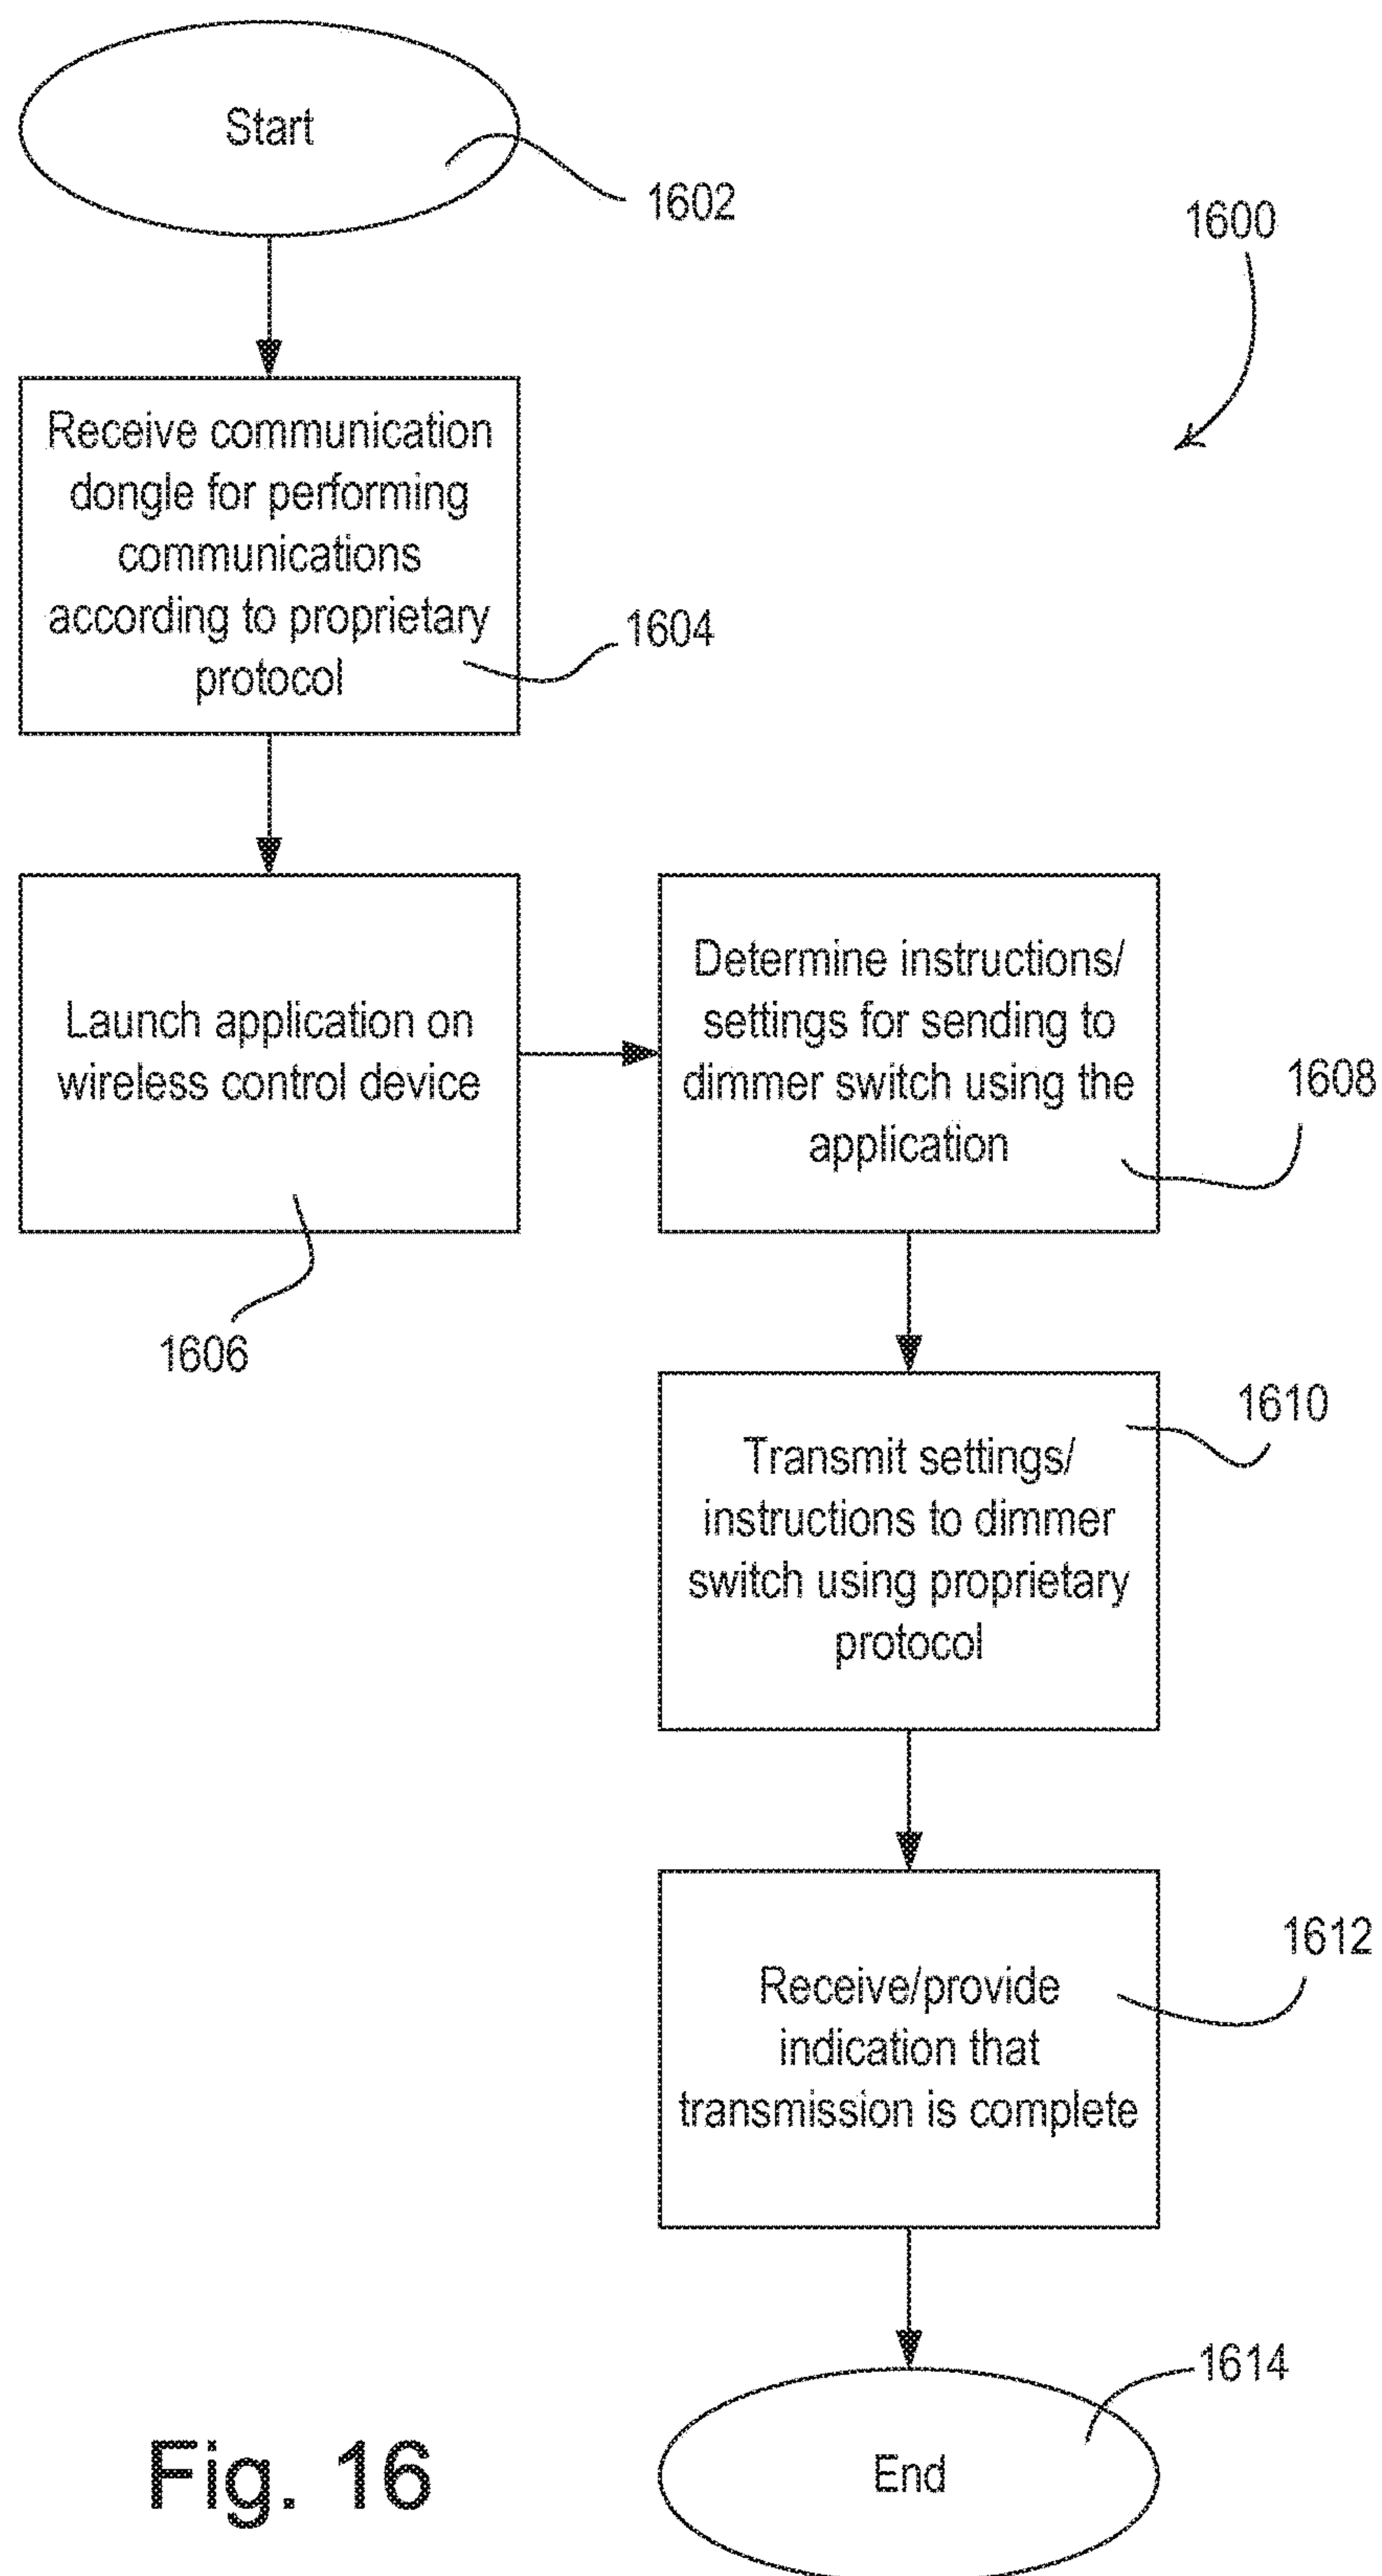 Start
1602
1600
Receive communication
dongle for performing
communications
according to proprietary
protocol
1604
Launch application on
wireless control device
1606
Determine instructions/
settings for sending to
dimmer switch using the
application
1608
Transmit settings/
instructions to dimmer
switch using proprietary
protocol
1610
Receive/provide
indication that
transmission is complete
1612
End
1614
Fig. 16